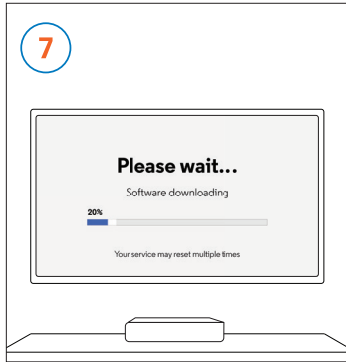 7
Please wait...
Software downloading
20%
Your service may reset multiple times